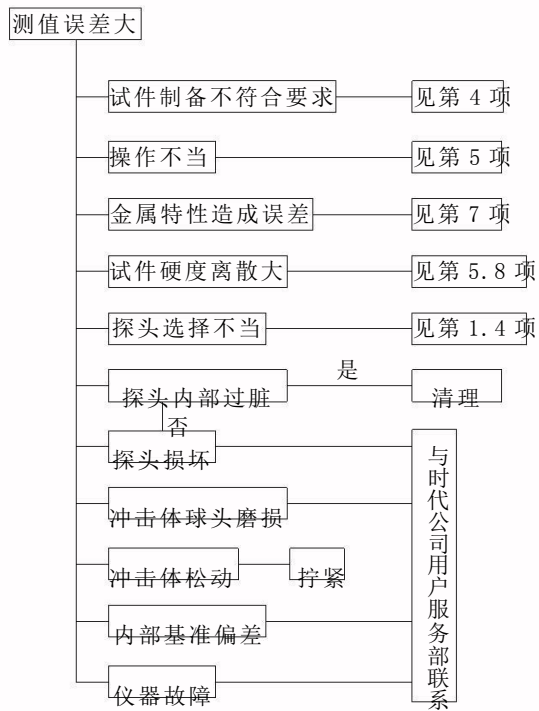 测值误差大
试件制备不符合要求 见第 4 项
操作不当 见第 5 项
金属特性造成误差 见第 7 项
试件硬度离散大 见第 5.8 项
探头选择不当 见第 1.4 项
探头内部过脏 是 清理
否
探头损坏
冲击体球头磨损
冲击体松动 拧紧
内部基准偏差
仪器故障
与时代公司用户服务部联系